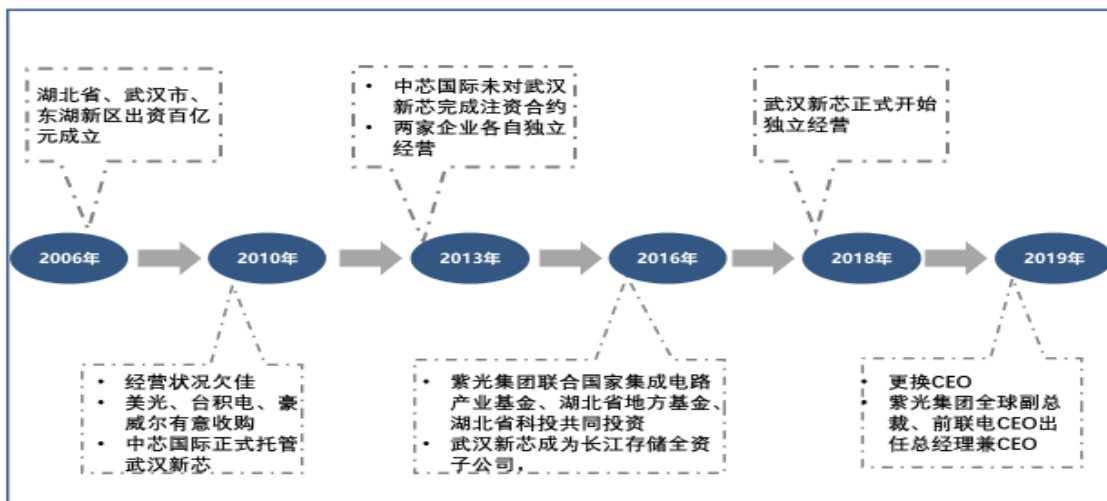 湖北省、武汉市、
东湖新区出资百亿
元成立
• 中芯国际未对武汉
新芯完成注资合约
• 两家企业各自独立
经营
武汉新芯正式开始
独立经营
2006年
2010年
2013年
2016年
2018年
2019年
• 经营状况欠佳
• 美光、台积电、豪
威尔有意收购
• 中芯国际正式托管
武汉新芯
• 紫光集团联合国家集成电路
产业基金、湖北省地方基金、
湖北省科投共同投资
• 武汉新芯成为长江存储全资
子公司，
• 更换CEO
• 紫光集团全球副总
裁、前联电CEO出
任总经理兼CEO